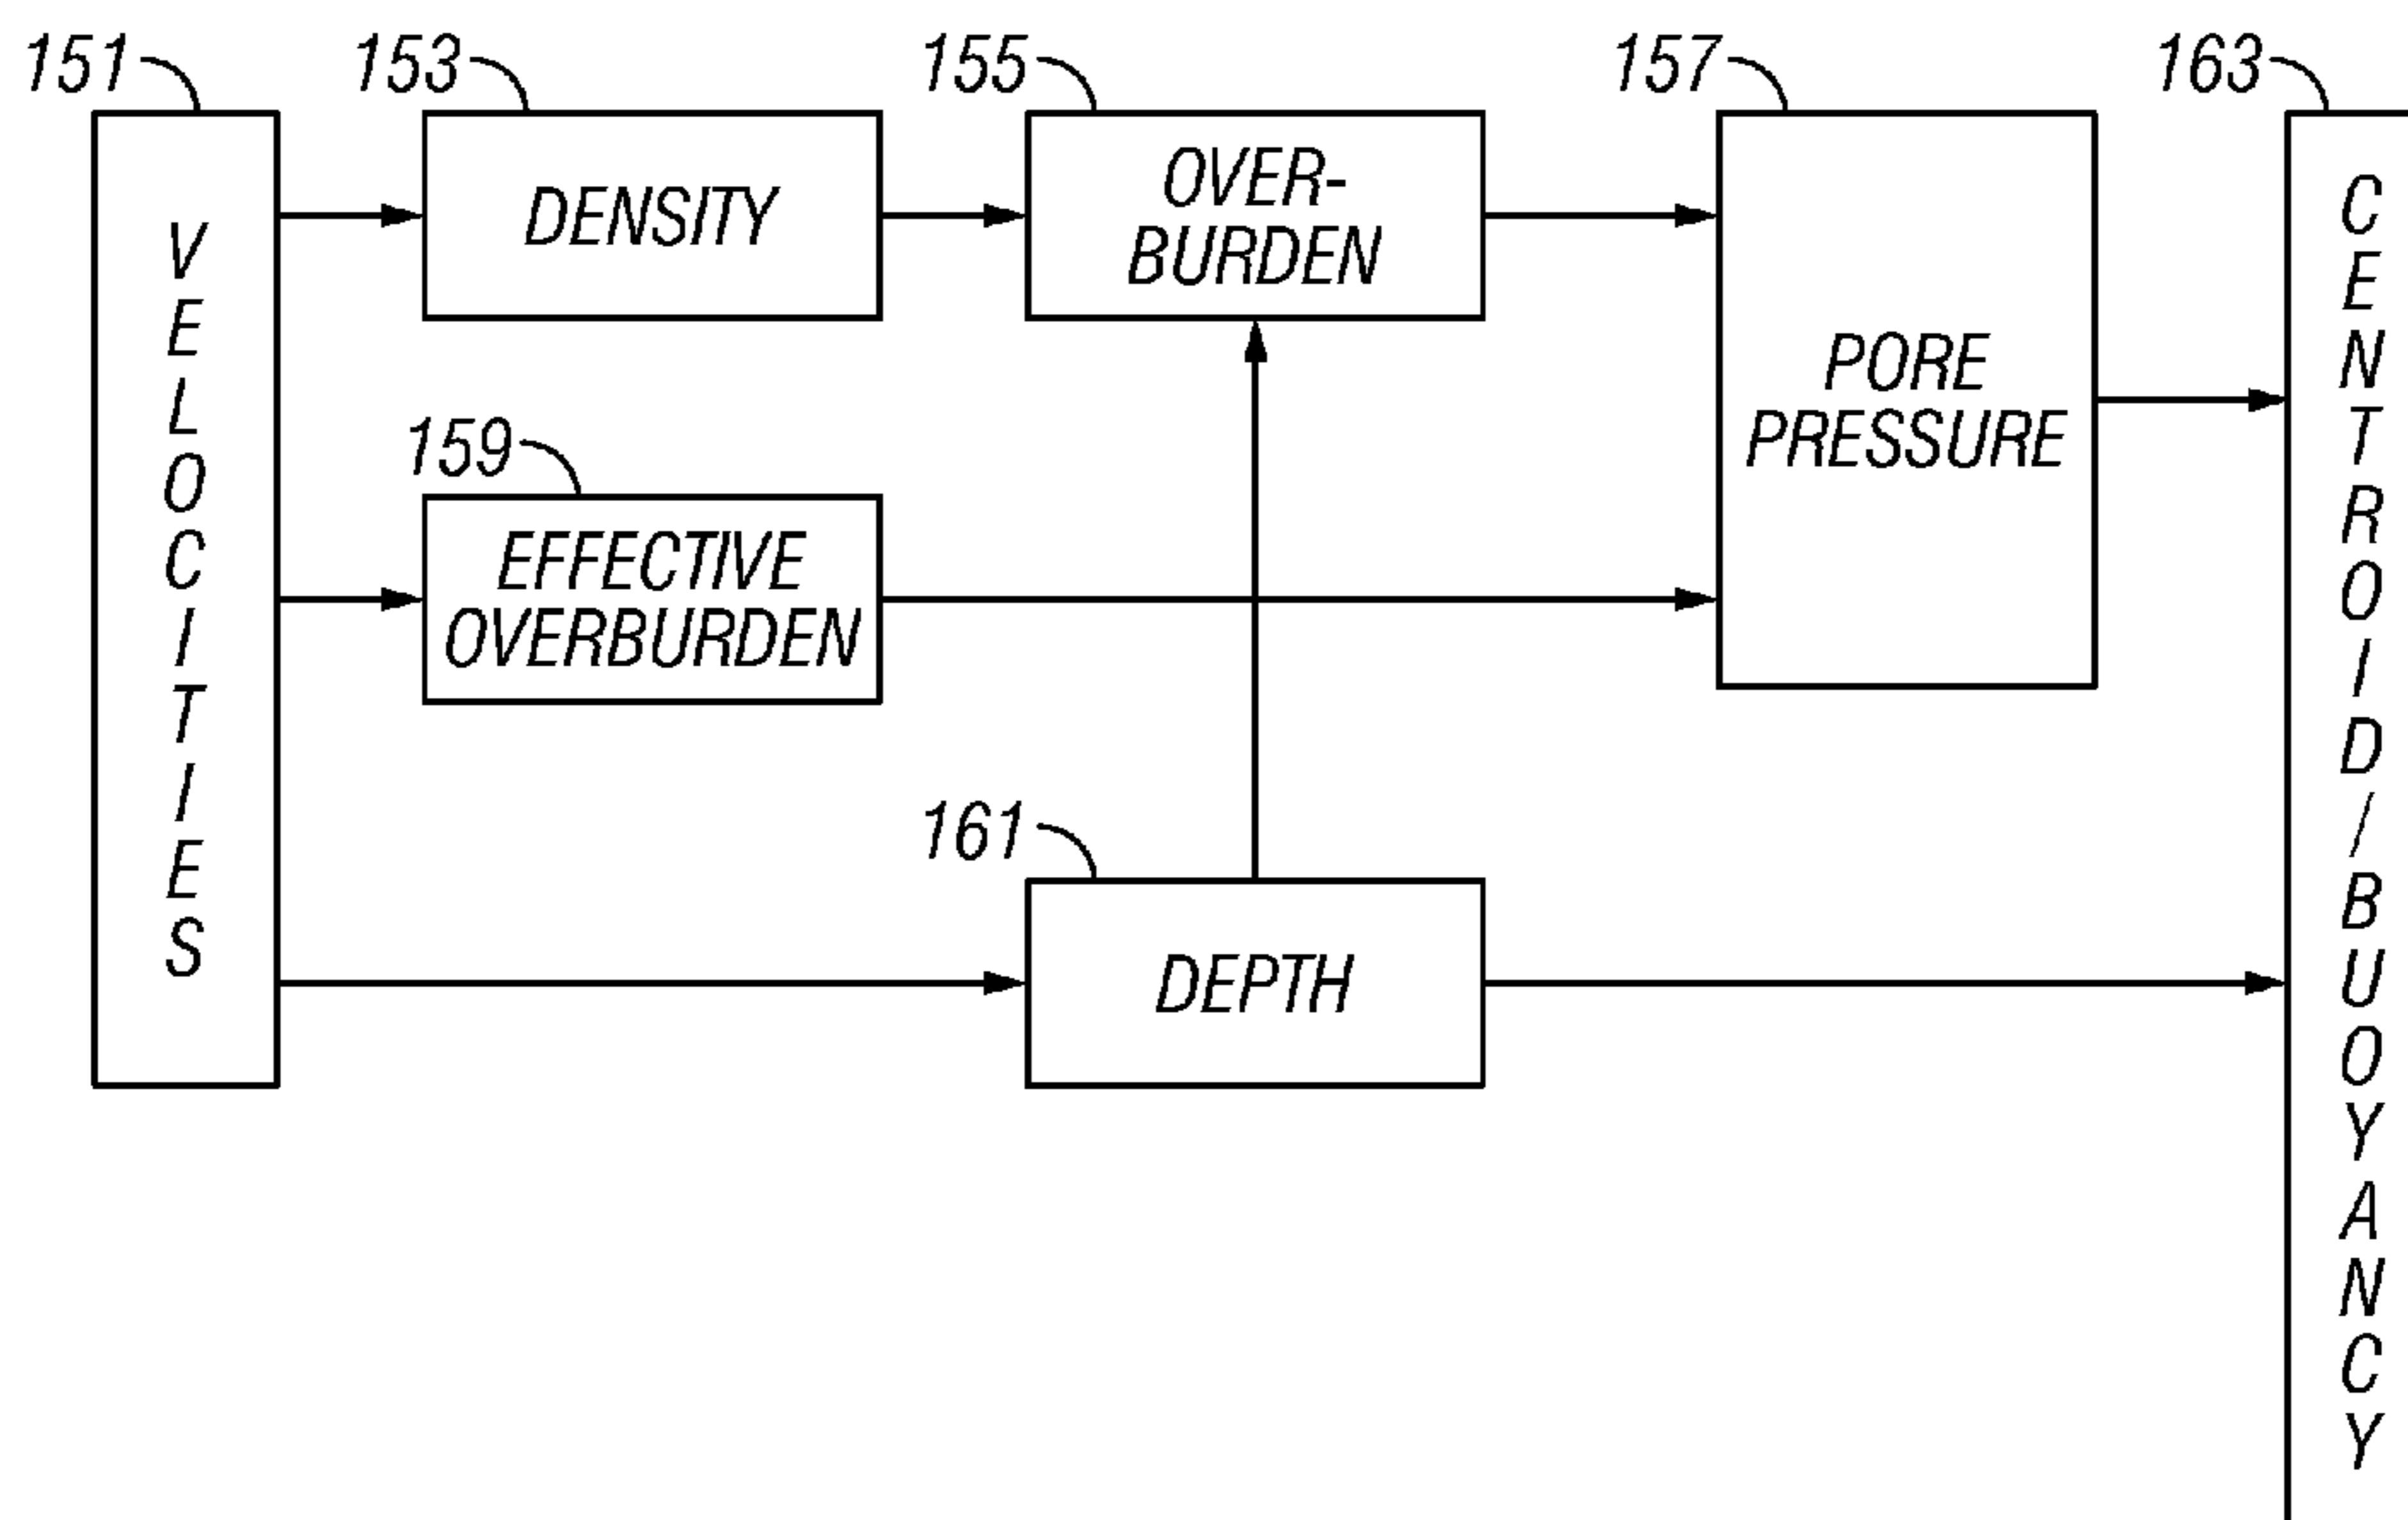 151
153
155
157
163
VELOCITIES
DENSITY
OVER-
BURDEN
PORE
PRESSURE
CENTROID/BUOYANCY
159
EFFECTIVE
OVERBURDEN
161
DEPTH